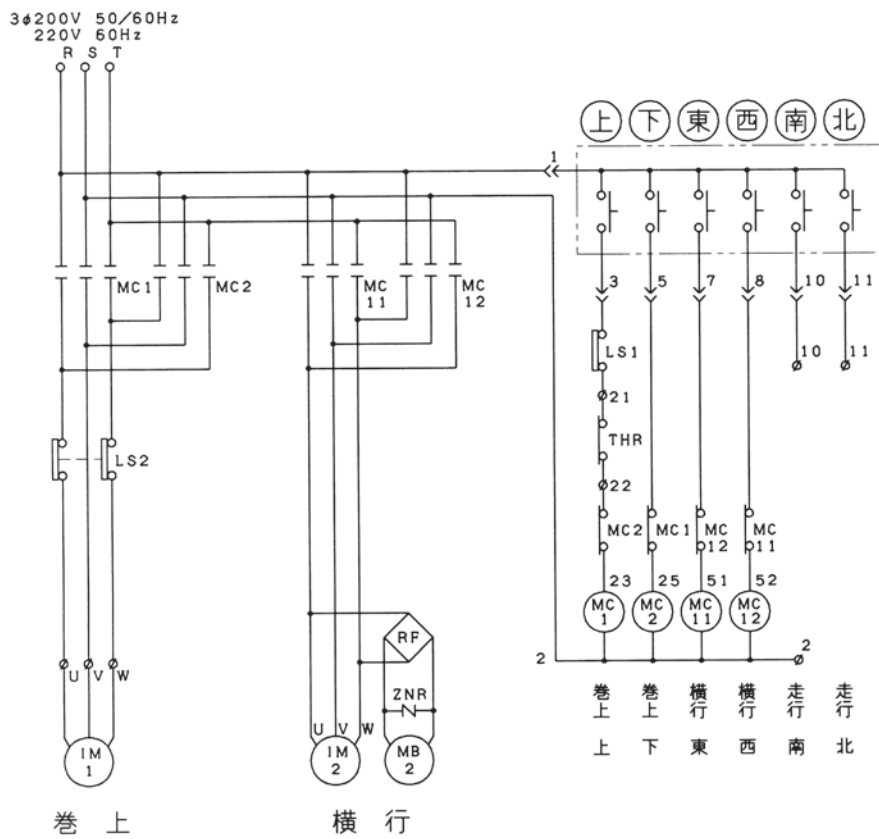 3φ200V 50/60Hz
220V 60Hz
R S T
上 下 東 西 南 北
1
MC1 MC2
MC
11
MC
12
3 5 7 8 10 11
LS1
10 11
21
THR
LS2
22
MC2 MC1 MC
12
MC
11
23 25 51 52
MC
1
MC
2
MC
11
MC
12
RF
2 2
U V W
ZNR
U V W
IM
1
IM
2
MB
2
巻上 上
巻上 下
横行 東
横行 西
走行 南
走行 北
巻 上
横 行